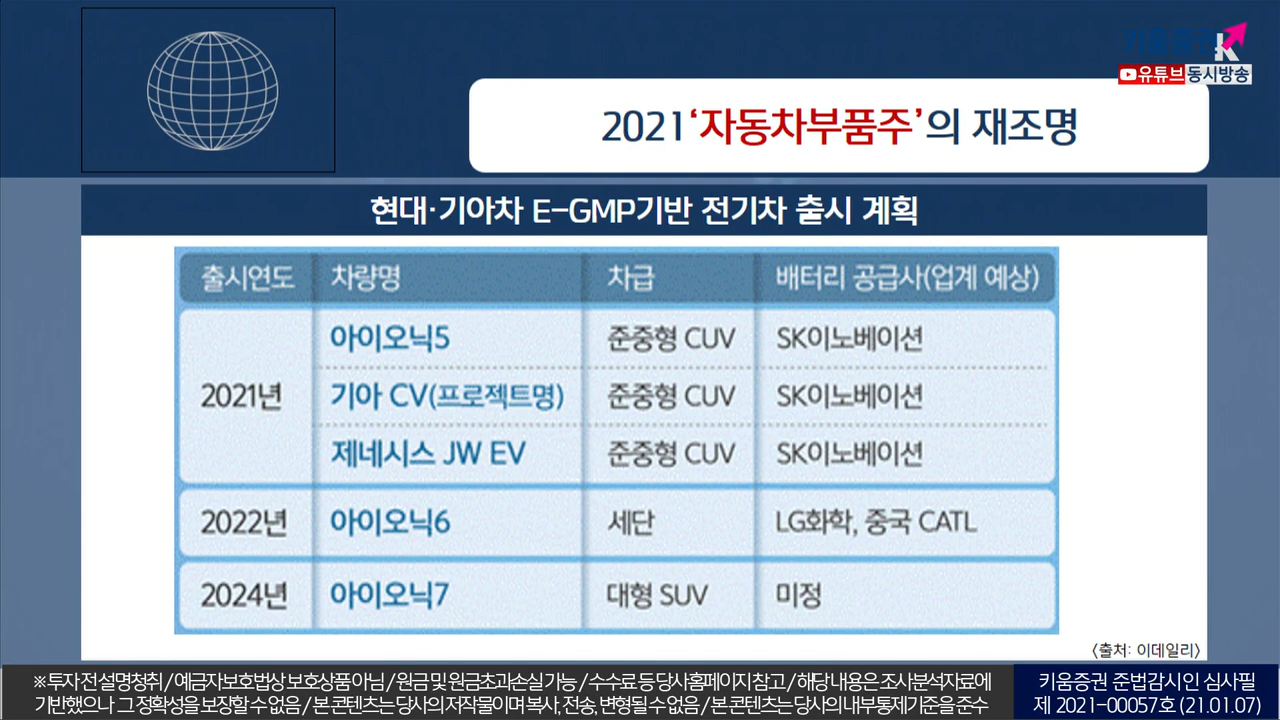 키움증권
유튜브 동시방송
2021 ‘자동차부품주’의 재조명
현대·기아차 E-GMP기반 전기차 출시 계획
출시연도 차량명 차급 배터리 공급사(업계 예상)
2021년
아이오닉5 준중형 CUV SK이노베이션
기아 CV(프로젝트명) 준중형 CUV SK이노베이션
제네시스 JW EV 준중형 CUV SK이노베이션
2022년 아이오닉6 세단 LG화학, 중국 CATL
2024년 아이오닉7 대형 SUV 미정
<출처: 이데일리>
※ 투자 전 설명청취 / 예금자보호법상 보호상품 아님 / 원금 및 원금초과손실 가능 / 수수료 등 당사홈페이지 참고 / 해당 내용은 조사분석자료에
기반했으나 그 정확성을 보장할 수 없음 / 본 콘텐츠는 당사의 저작물이며 복사, 전송, 변형될 수 없음 / 본 콘텐츠는 당사의 내부통제기준을 준수
키움증권 준법감시인 심사필
제 2021-00057호 (21.01.07)